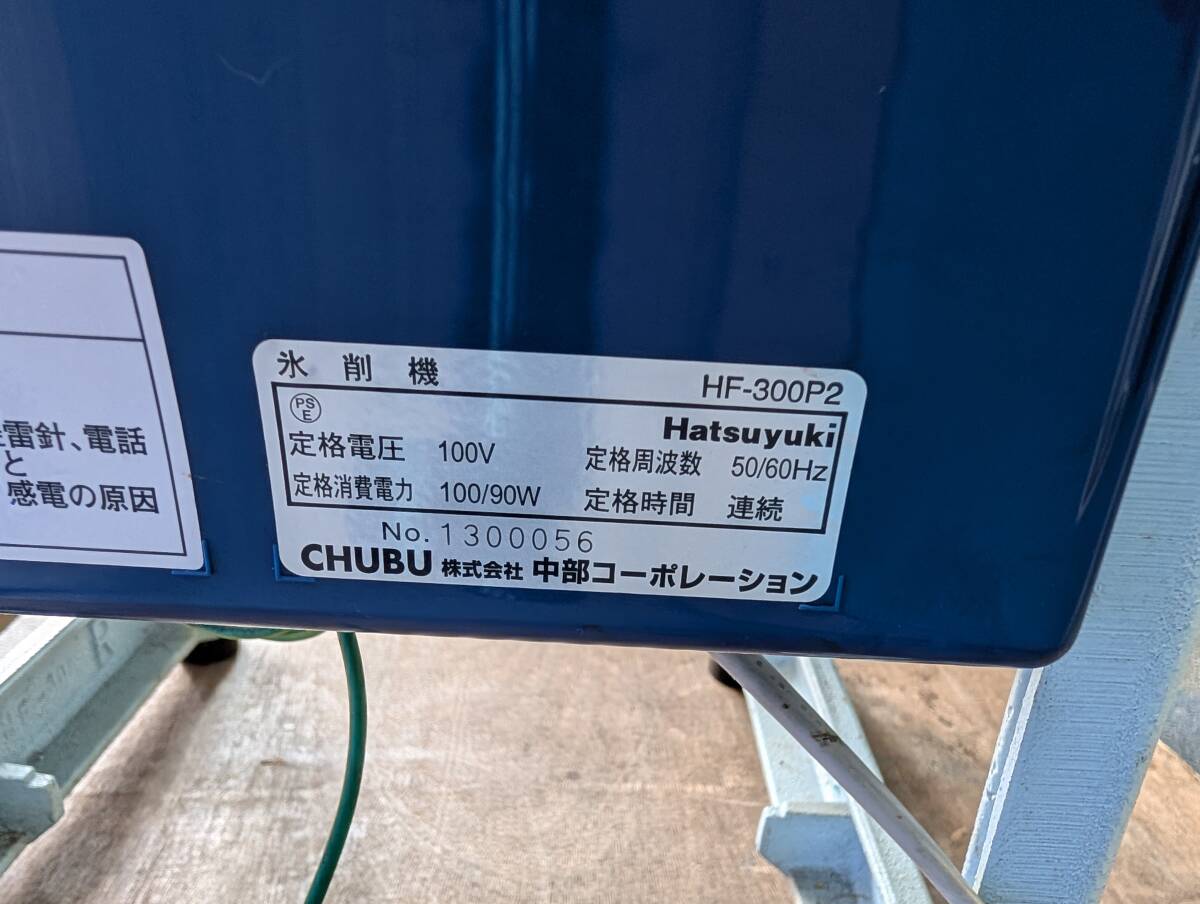 雷針、電話
と
感電の原因
氷削機 HF-300P2
PS
E
Hatsuyuki
定格電圧 100V 定格周波数 50/60Hz
定格消費電力 100/90W 定格時間 連続
No. 1300056
CHUBU 株式会社 中部コーポレーション